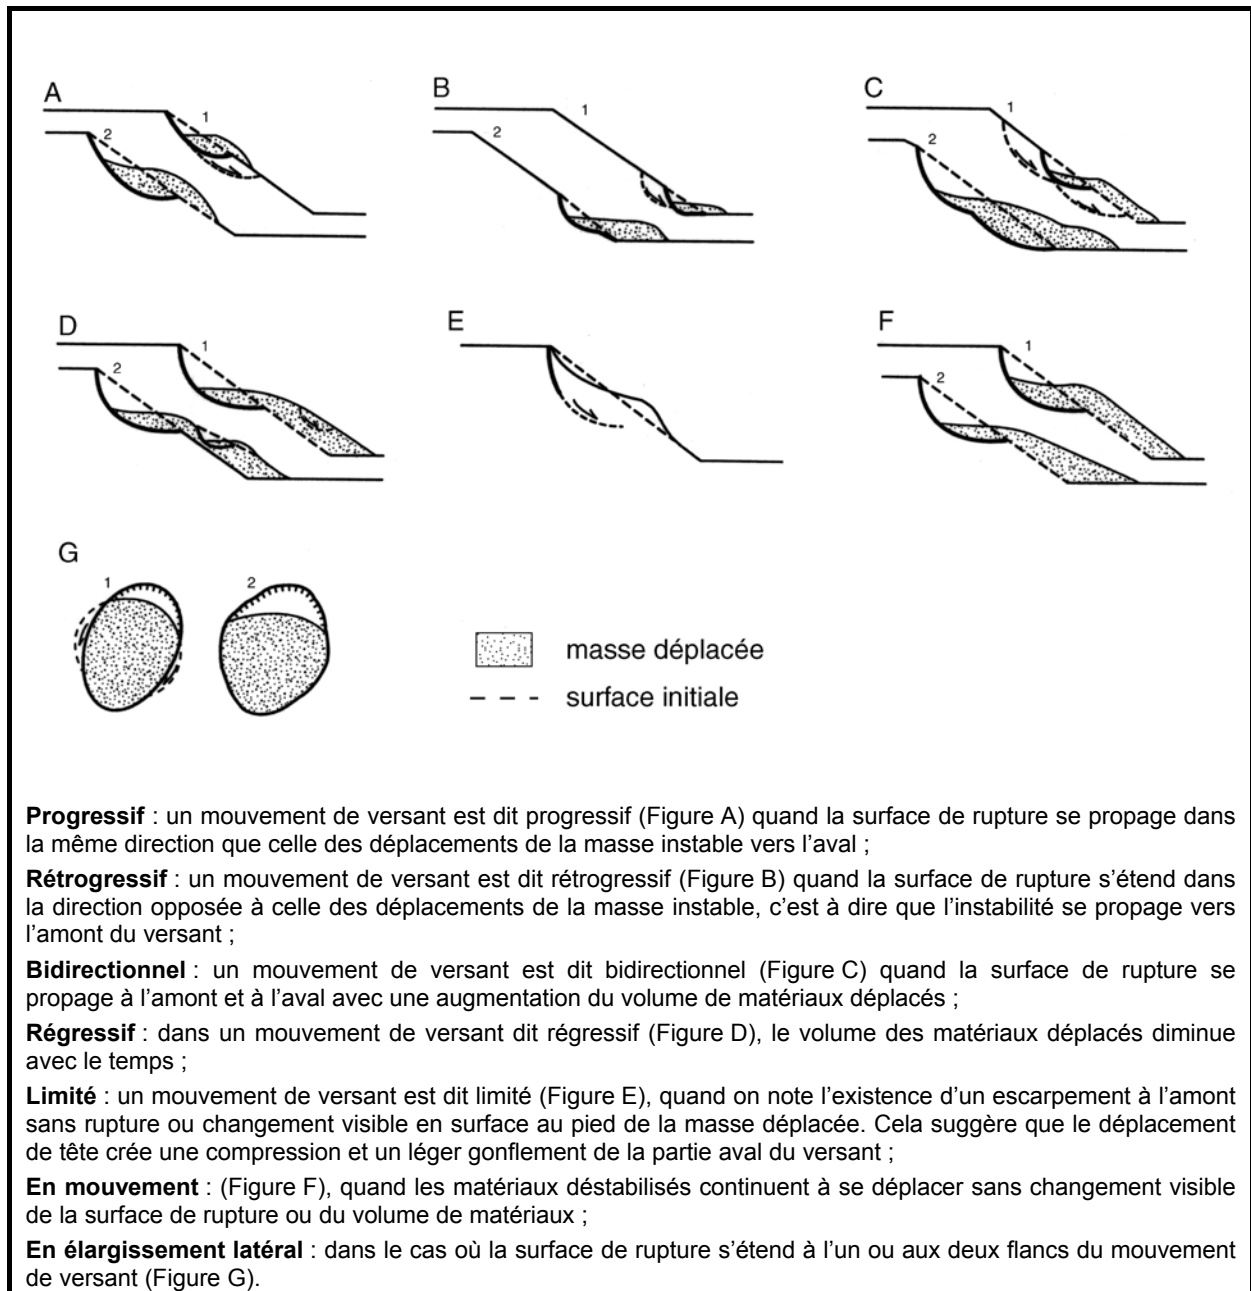 A
1
2
B
1
2
C
1
2
D
1
2
E
F
1
2
G
1
2
masse déplacée
surface initiale
Progressif : un mouvement de versant est dit progressif (Figure A) quand la surface de rupture se propage dans
la même direction que celle des déplacements de la masse instable vers l’aval ;
Rétrogressif : un mouvement de versant est dit rétrogressif (Figure B) quand la surface de rupture s’étend dans
la direction opposée à celle des déplacements de la masse instable, c’est à dire que l’instabilité se propage vers
l’amont du versant ;
Bidirectionnel : un mouvement de versant est dit bidirectionnel (Figure C) quand la surface de rupture se
propage à l’amont et à l’aval avec une augmentation du volume de matériaux déplacés ;
Régressif : dans un mouvement de versant dit régressif (Figure D), le volume des matériaux déplacés diminue
avec le temps ;
Limité : un mouvement de versant est dit limité (Figure E), quand on note l’existence d’un escarpement à l’amont
sans rupture ou changement visible en surface au pied de la masse déplacée. Cela suggère que le déplacement
de tête crée une compression et un léger gonflement de la partie aval du versant ;
En mouvement : (Figure F), quand les matériaux déstabilisés continuent à se déplacer sans changement visible
de la surface de rupture ou du volume de matériaux ;
En élargissement latéral : dans le cas où la surface de rupture s’étend à l’un ou aux deux flancs du mouvement
de versant (Figure G).